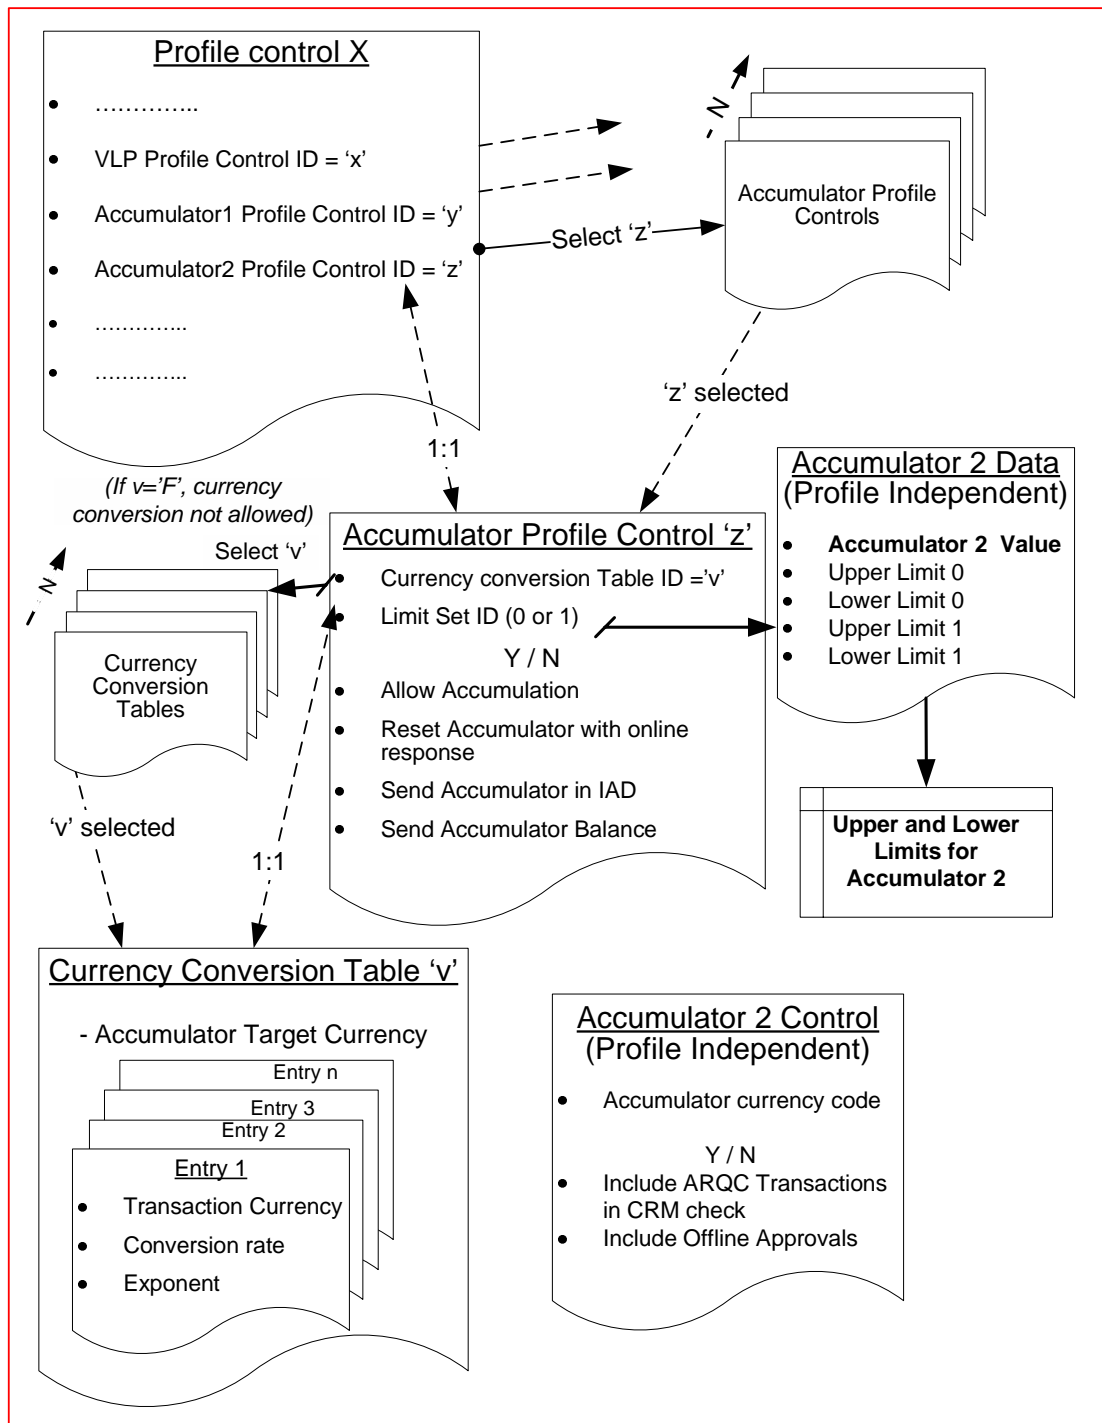 Profile control X
…………..
VLP Profile Control ID = ‘x’
Accumulator1 Profile Control ID = ‘y’
Accumulator2 Profile Control ID = ‘z’
…………..
…………..
- N
Accumulator Profile
Controls
Select ‘z’
‘z’ selected
1:1
(If v=’F’, currency
conversion not allowed)
Select ‘v’
- N
Currency
Conversion
Tables
‘v’ selected
1:1
Accumulator Profile Control ‘z’
Currency conversion Table ID =’v’
Limit Set ID (0 or 1)
Y / N
Allow Accumulation
Reset Accumulator with online
response
Send Accumulator in IAD
Send Accumulator Balance
Accumulator 2 Data
(Profile Independent)
Accumulator 2 Value
Upper Limit 0
Lower Limit 0
Upper Limit 1
Lower Limit 1
Upper and Lower
Limits for
Accumulator 2
Currency Conversion Table ‘v’
- Accumulator Target Currency
Entry n
Entry 3
Entry 2
Entry 1
Transaction Currency
Conversion rate
Exponent
Accumulator 2 Control
(Profile Independent)
Accumulator currency code
Y / N
Include ARQC Transactions
in CRM check
Include Offline Approvals